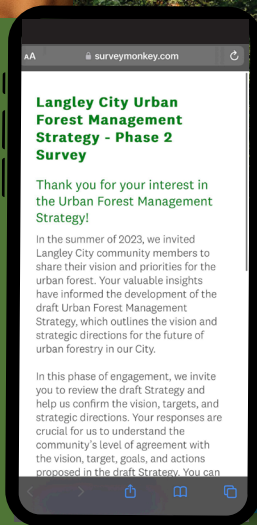 AA surveymonkey.com
Langley City Urban
Forest Management
Strategy - Phase 2
Survey
Thank you for your interest in
the Urban Forest Management
Strategy!
In the summer of 2023, we invited
Langley City community members to
share their vision and priorities for the
urban forest. Your valuable insights
have informed the development of the
draft Urban Forest Management
Strategy, which outlines the vision and
strategic directions for the future of
urban forestry in our City.
In this phase of engagement, we invite
you to review the draft Strategy and
help us confirm the vision, targets, and
strategic directions. Your responses are
crucial for us to understand the
community's level of agreement with
the vision, target, goals, and actions
proposed in the draft Strategy. You can